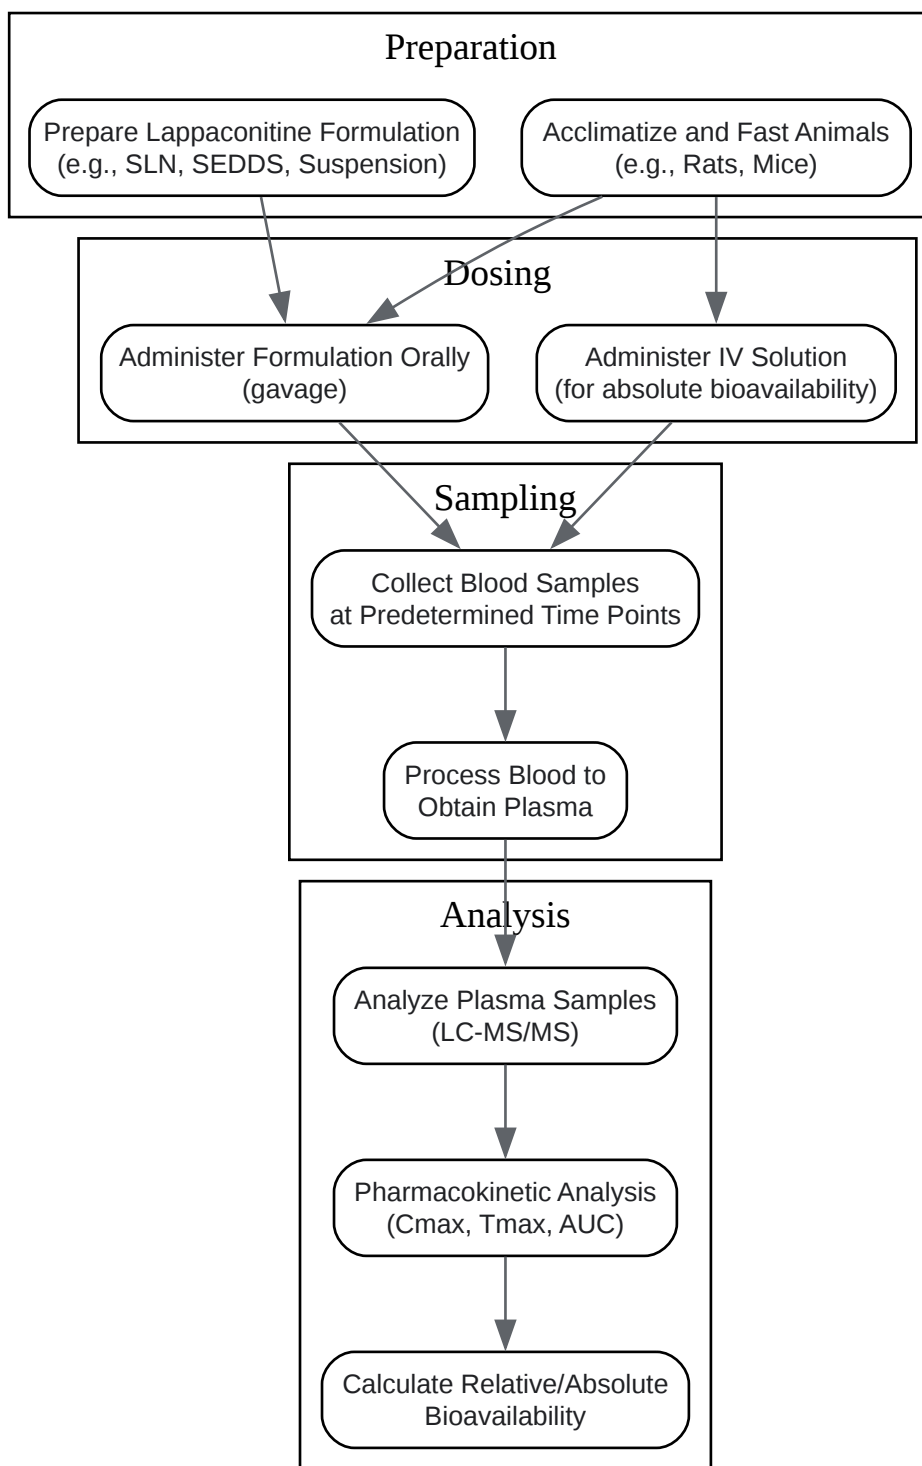 Preparation
Prepare Lappaconitine Formulation
(e.g., SLN, SEDDS, Suspension)
Acclimatize and Fast Animals
(e.g., Rats, Mice)
Dosing
Administer Formulation Orally
(gavage)
Administer IV Solution
(for absolute bioavailability)
Sampling
Collect Blood Samples
at Predetermined Time Points
Process Blood to
Obtain Plasma
Analysis
Analyze Plasma Samples
(LC-MS/MS)
Pharmacokinetic Analysis
(Cmax, Tmax, AUC)
Calculate Relative/Absolute
Bioavailability